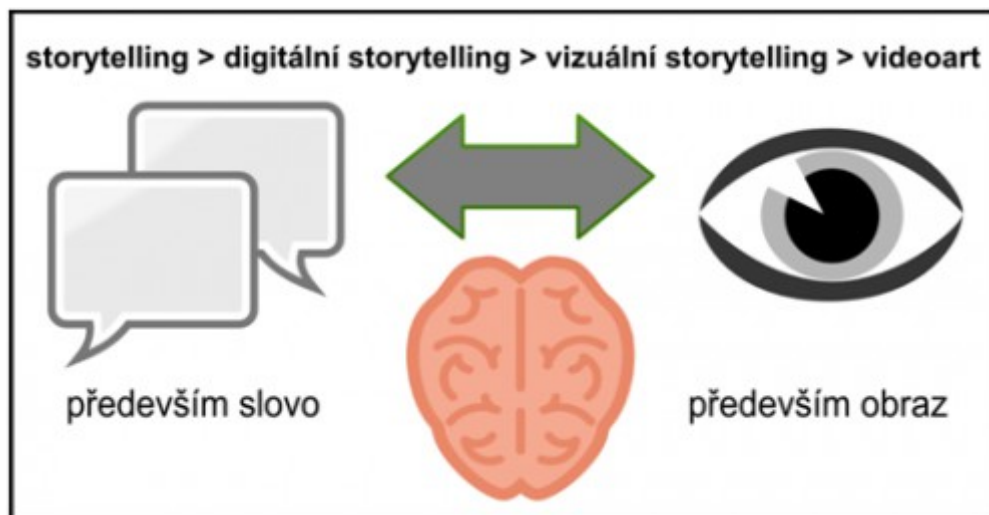 storytelling > digitální storytelling > vizuální storytelling > videoart
především slovo
především obraz